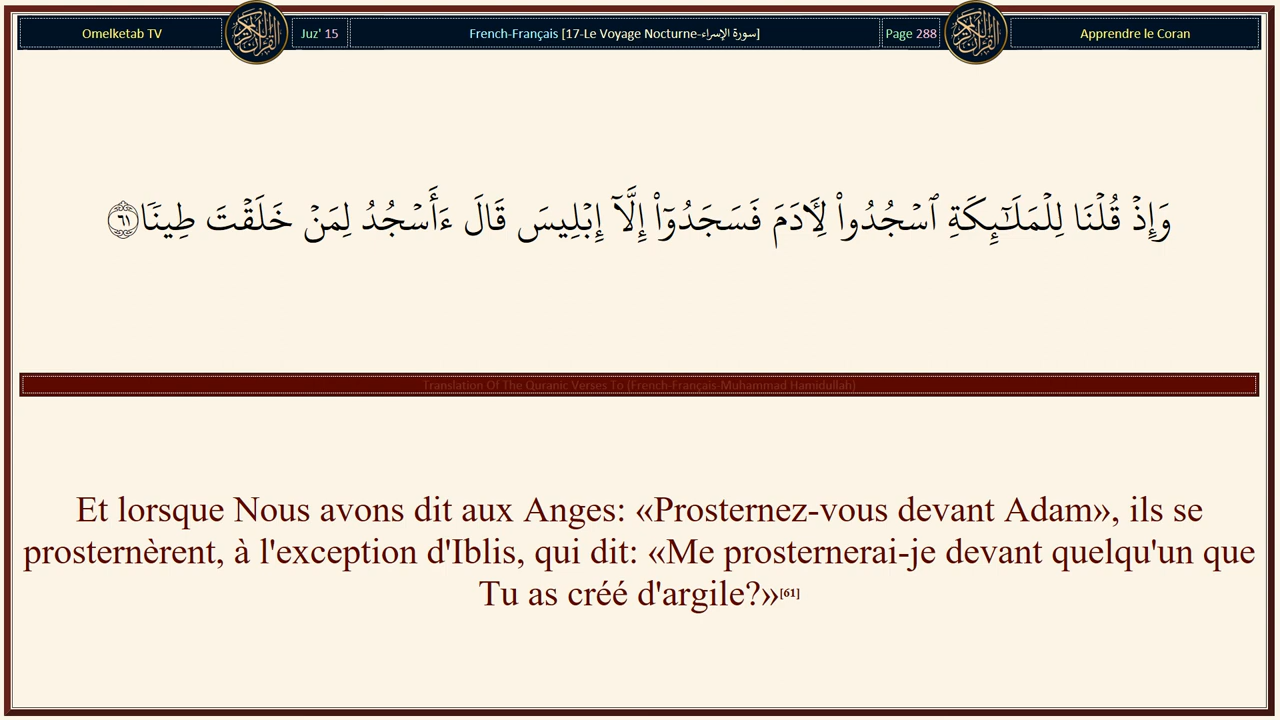 Omelketab TV
Juz' 15
French-Français [17-Le Voyage Nocturne-سورة الإسراء]
Page 288
Apprendre le Coran
وَإِذۡ قُلۡنَا لِلۡمَلَٰٓئِكَةِ ٱسۡجُدُواْ لِأٓدَمَ فَسَجَدُوٓاْ إِلَّآ إِبۡلِيسَ قَالَ ءَأَسۡجُدُ لِمَنۡ خَلَقۡتَ طِينٗا ٦١
Translation Of The Quranic Verses To (French-Français-Muhammad Hamidullah)
Et lorsque Nous avons dit aux Anges: «Prosternez-vous devant Adam», ils se
prosternèrent, à l'exception d'Iblis, qui dit: «Me prosternerai-je devant quelqu'un que
Tu as créé d'argile?»[61]